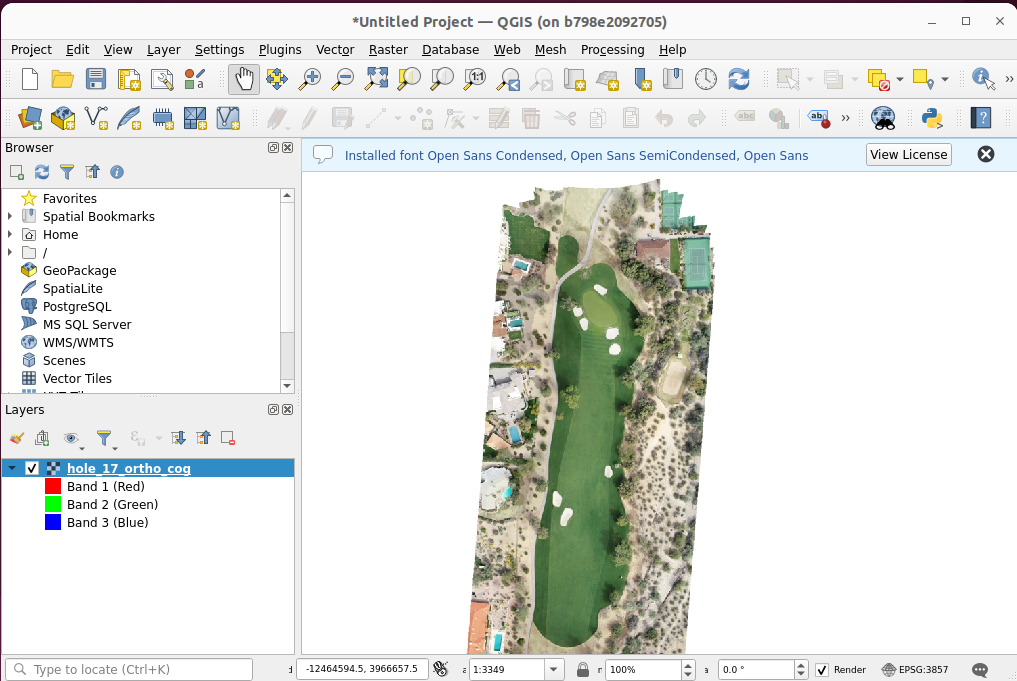 *Untitled Project — QGIS (on b798e2092705)
Project Edit View Layer Settings Plugins Vector Raster Database Web Mesh Processing Help
Browser
Installed font Open Sans Condensed, Open Sans SemiCondensed, Open Sans
View License
Favorites
Spatial Bookmarks
Home
/
GeoPackage
SpatiaLite
PostgreSQL
MS SQL Server
WMS/WMTS
Scenes
Vector Tiles
Layers
hole_17_ortho_cog
Band 1 (Red)
Band 2 (Green)
Band 3 (Blue)
Type to locate (Ctrl+K)
-12464594.5, 3966657.5
1:3349
100%
0.0 °
Render
EPSG:3857